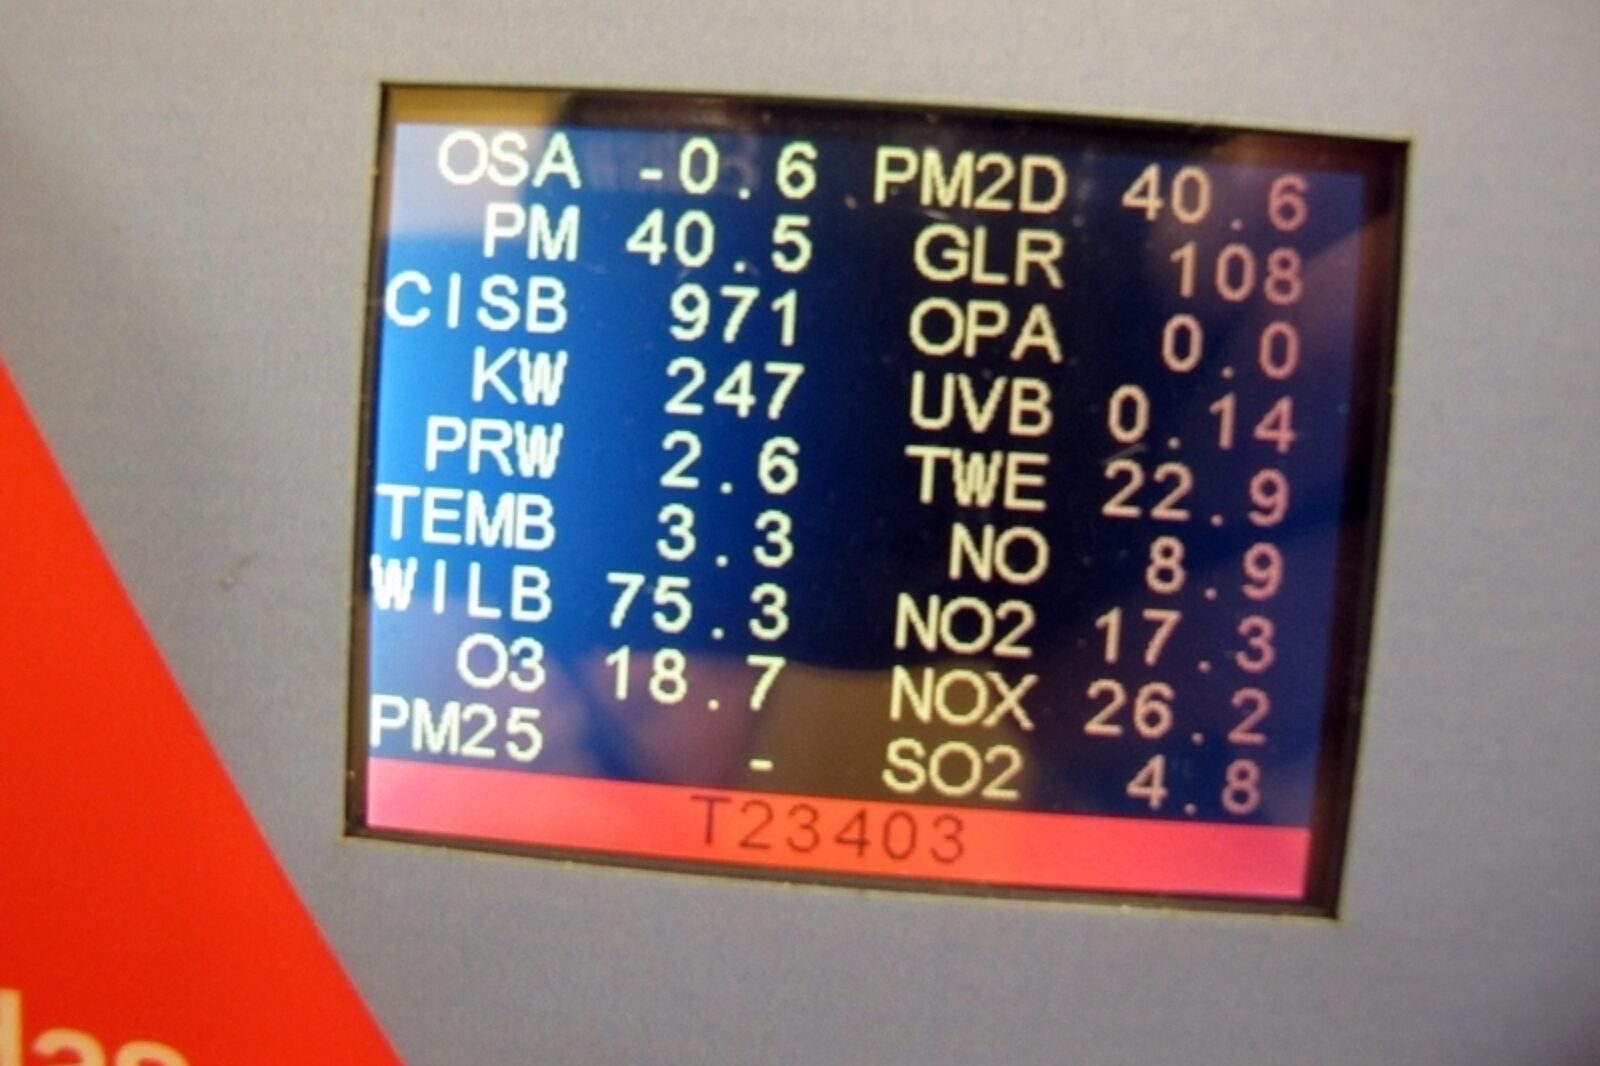 OSA -0.6 PM2D 40.6
PM 40.5 GLR 108
CISB 971 OPA 0.0
KW 247 UVB 0.14
PRW 2.6 TWE 22.9
TEMB 3.3 NO 8.9
WILB 75.3 NO2 17.3
O3 18.7 NOX 26.2
PM25 - SO2 4.8
T23403